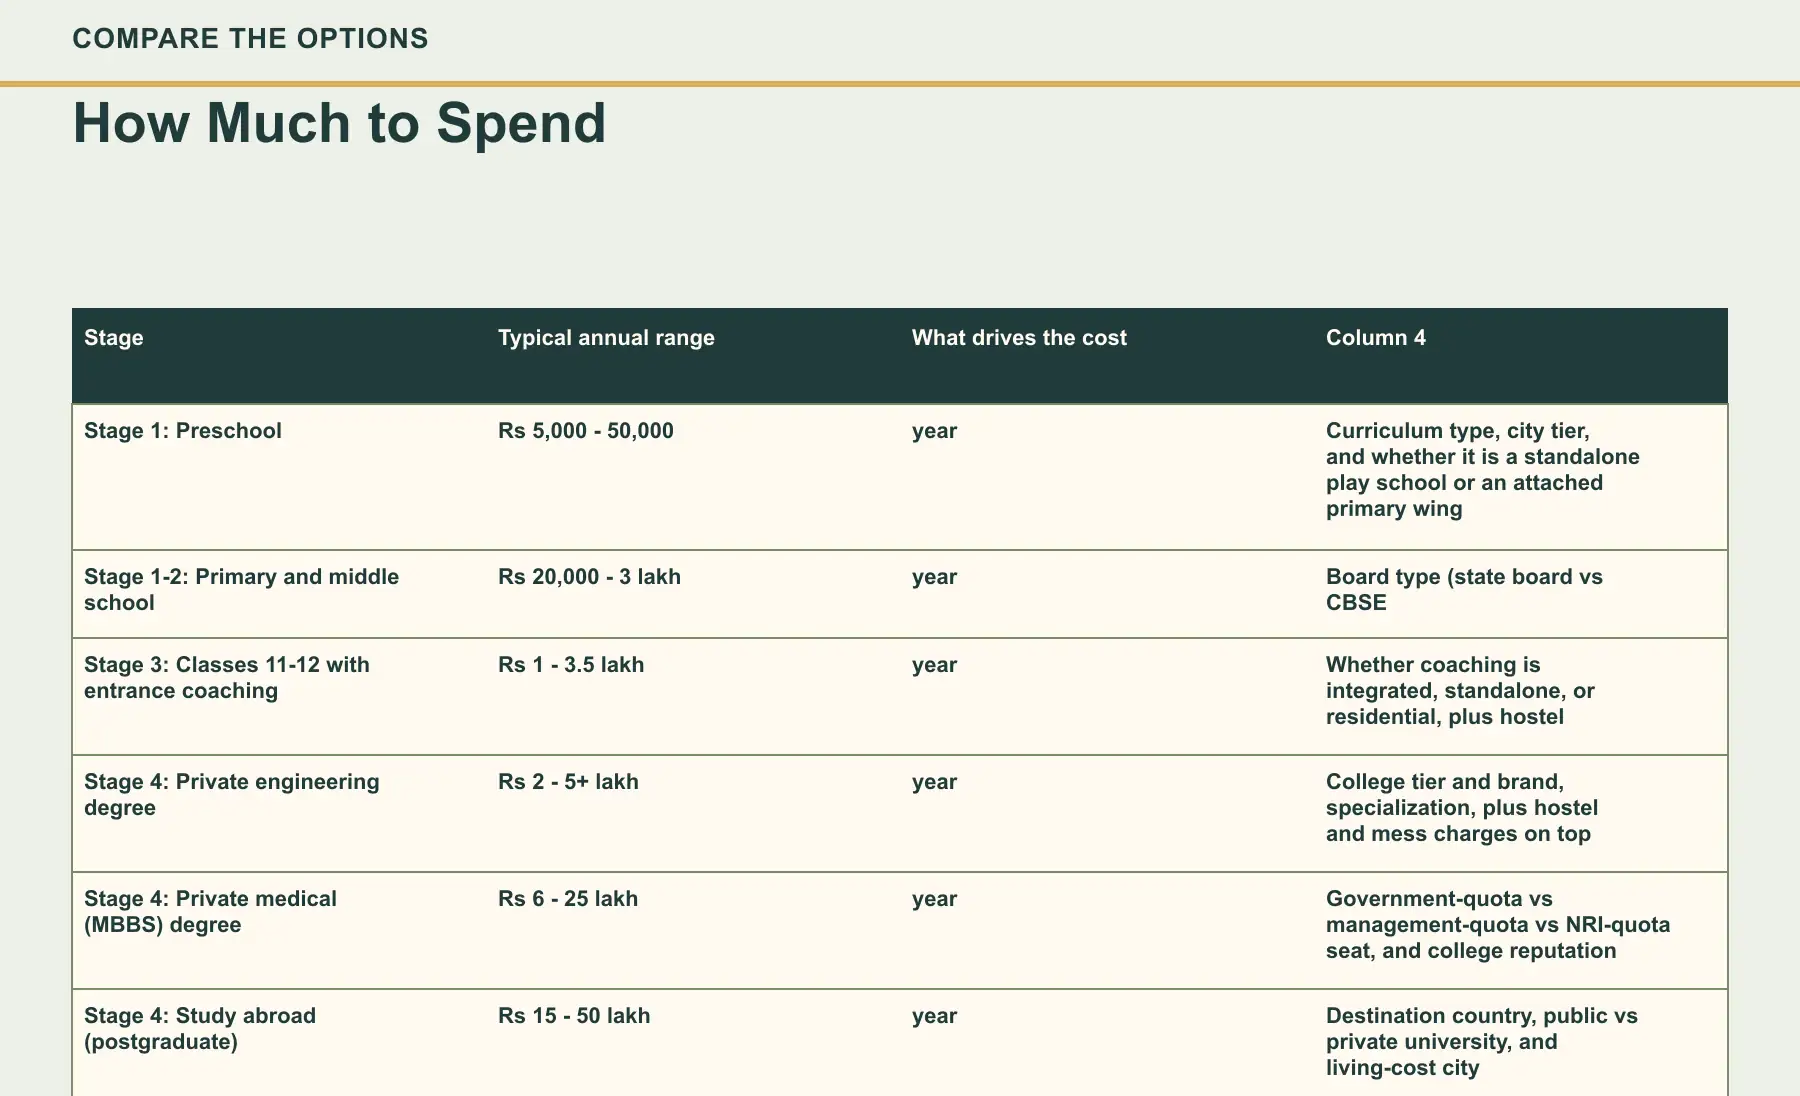 COMPARE THE OPTIONS
How Much to Spend
Stage Typical annual range What drives the cost Column 4
Stage 1: Preschool Rs 5,000 - 50,000 year Curriculum type, city tier,
and whether it is a standalone
play school or an attached
primary wing
Stage 1-2: Primary and middle Rs 20,000 - 3 lakh year Board type (state board vs
school CBSE
Stage 3: Classes 11-12 with Rs 1 - 3.5 lakh year Whether coaching is
entrance coaching integrated, standalone, or
residential, plus hostel
Stage 4: Private engineering Rs 2 - 5+ lakh year College tier and brand,
degree specialization, plus hostel
and mess charges on top
Stage 4: Private medical Rs 6 - 25 lakh year Government-quota vs
(MBBS) degree management-quota vs NRI-quota
seat, and college reputation
Stage 4: Study abroad Rs 15 - 50 lakh year Destination country, public vs
(postgraduate) private university, and
living-cost city